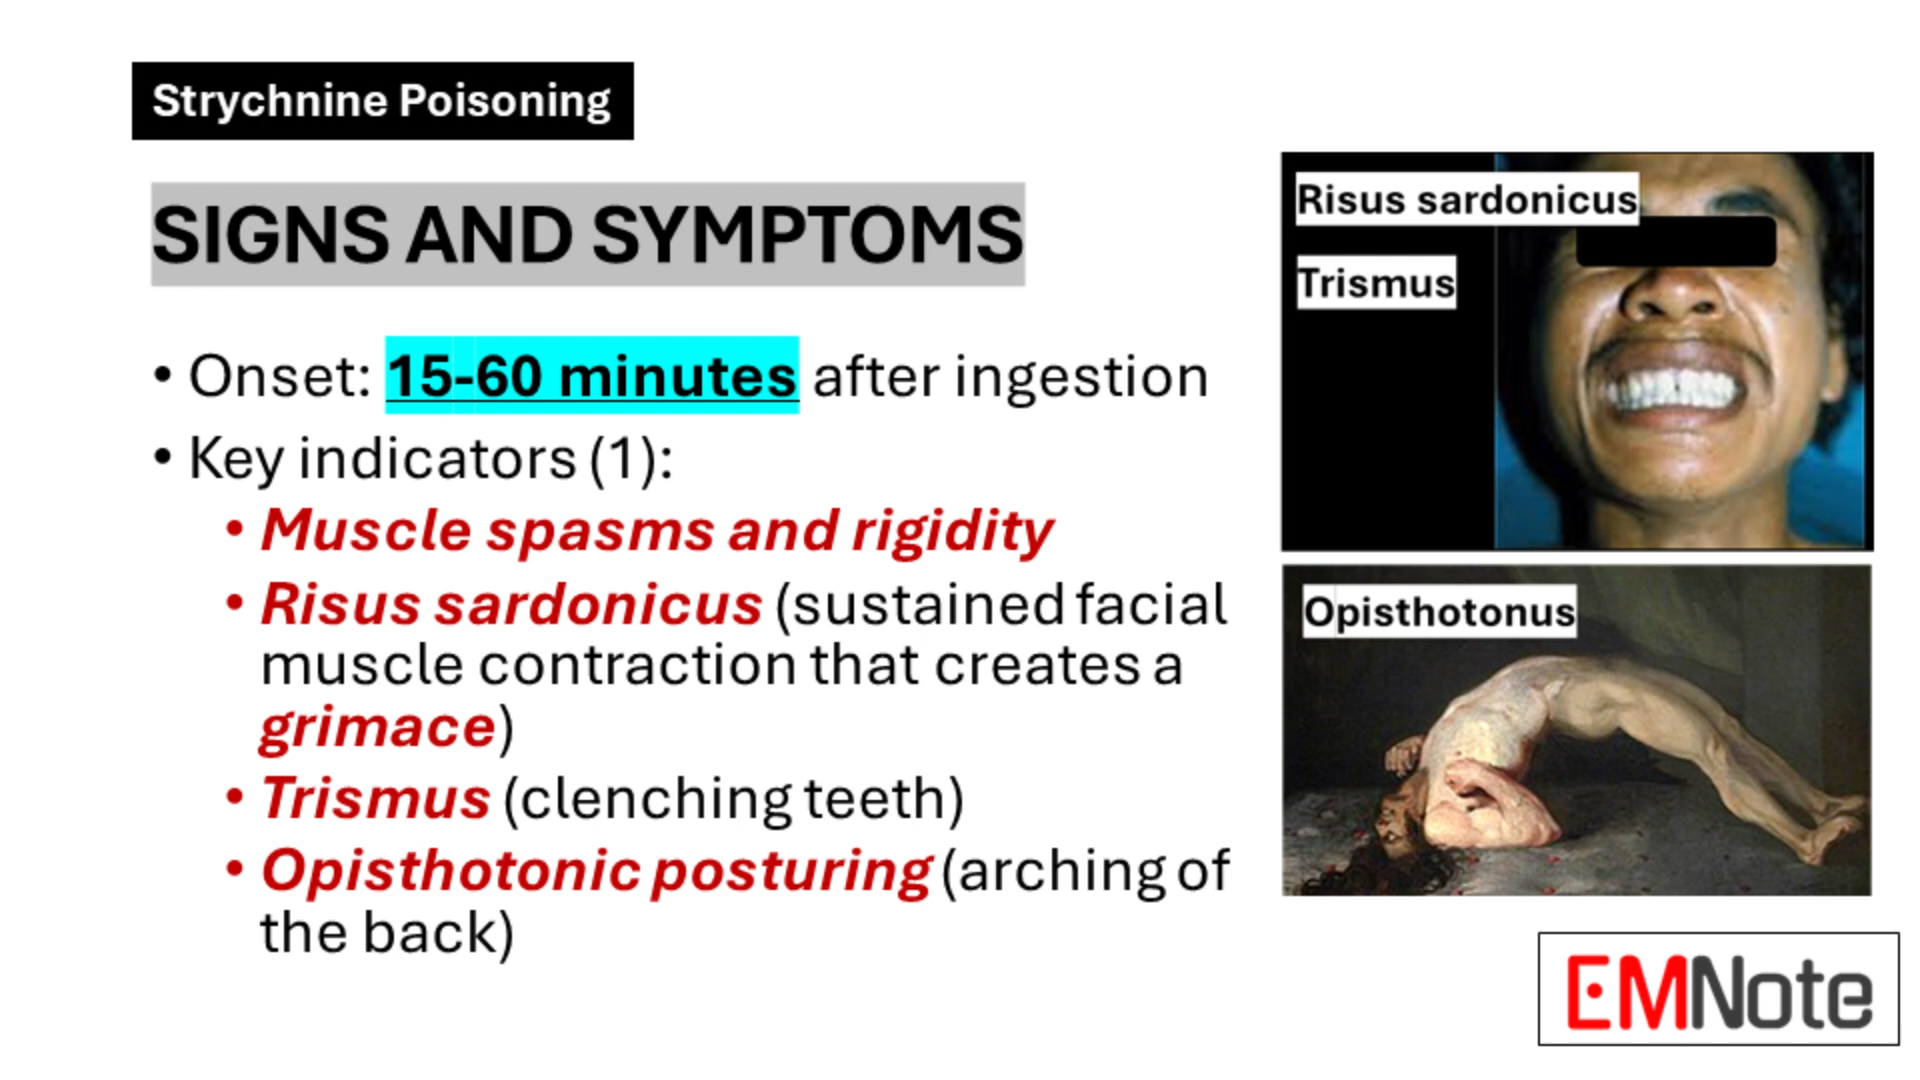 Strychnine Poisoning
SIGNS AND SYMPTOMS
• Onset: 15-60 minutes after ingestion
• Key indicators (1):
• Muscle spasms and rigidity
• Risus sardonicus (sustained facial
muscle contraction that creates a
grimace)
• Trismus (clenching teeth)
• Opisthotonic posturing (arching of
the back)
Risus sardonicus
Trismus
Opisthotonus
EMNote